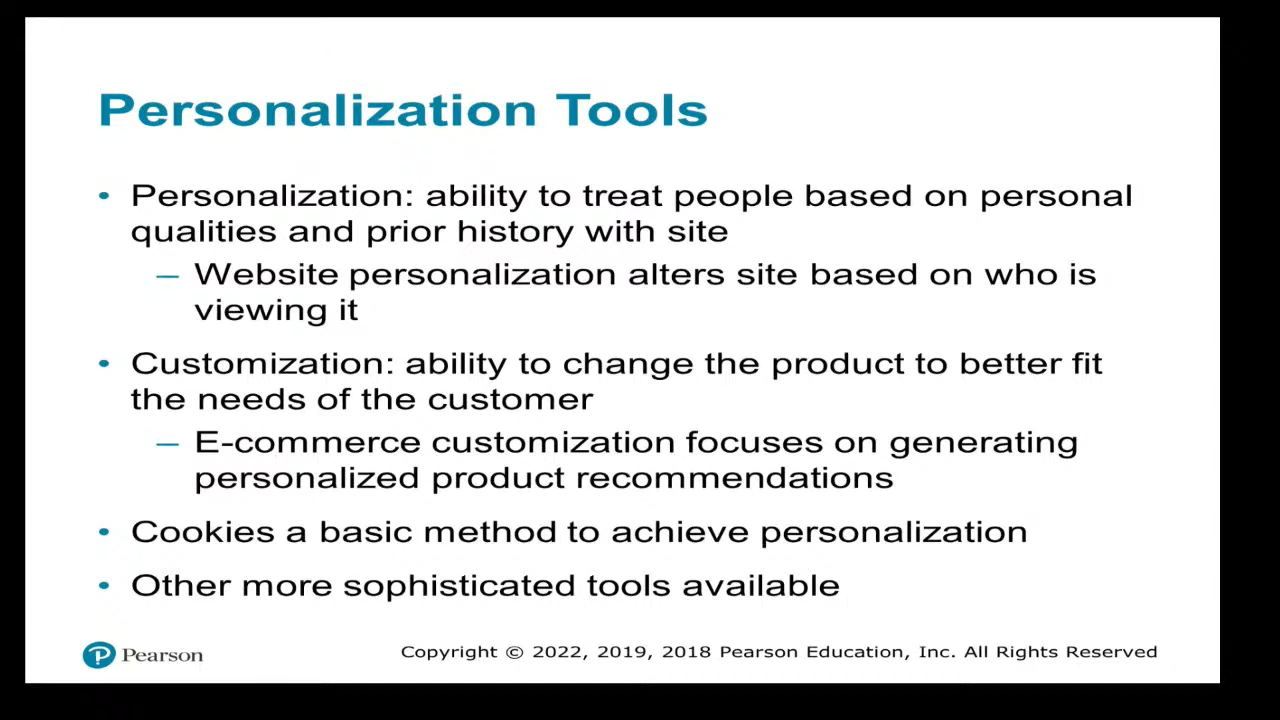 Personalization Tools
• Personalization: ability to treat people based on personal
qualities and prior history with site
– Website personalization alters site based on who is
viewing it
• Customization: ability to change the product to better fit
the needs of the customer
– E-commerce customization focuses on generating
personalized product recommendations
• Cookies a basic method to achieve personalization
• Other more sophisticated tools available
P Pearson
Copyright © 2022, 2019, 2018 Pearson Education, Inc. All Rights Reserved